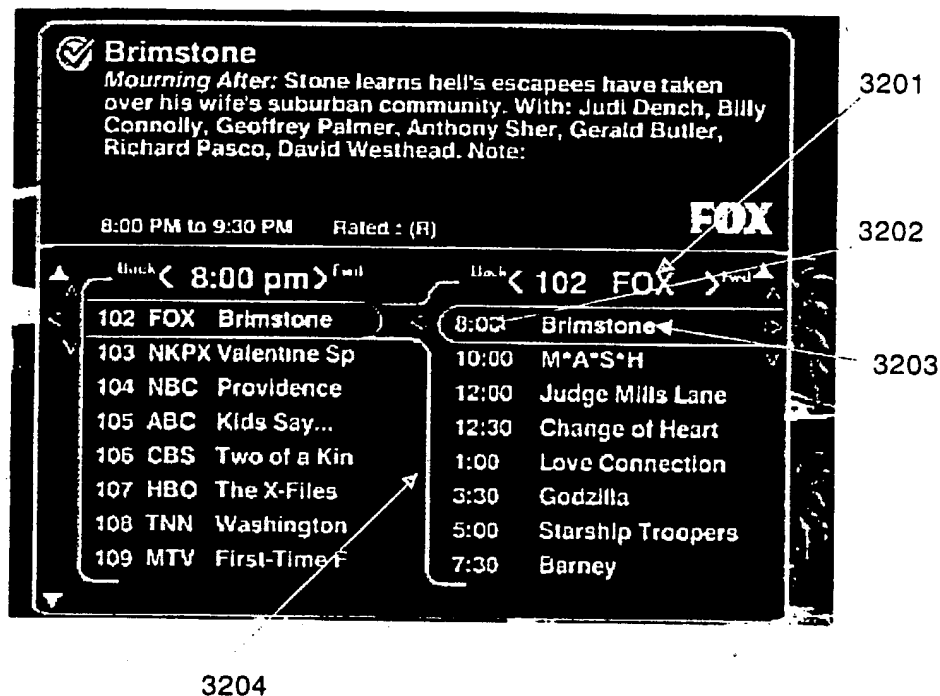 Brimstone
Mourning After: Stone learns hell's escapees have taken
over his wife's suburban community. With: Judi Dench, Billy
Connolly, Geoffrey Palmer, Anthony Sher, Gerald Butler,
Richard Pasco, David Westhead. Note:
8:00 PM to 9:30 PM Rated : (R)
FOX
Back < 8:00 pm > Fwd
102 FOX Brimstone
103 NKPX Valentine Sp
104 NBC Providence
105 ABC Kids Say...
106 CBS Two of a Kin
107 HBO The X-Files
108 TNN Washington
109 MTV First-Time F
Back < 102 FOX > Fwd
8:00 Brimstone
10:00 M*A*S*H
12:00 Judge Mills Lane
12:30 Change of Heart
1:00 Love Connection
3:30 Godzilla
5:00 Starship Troopers
7:30 Barney
3201
3202
3203
3204